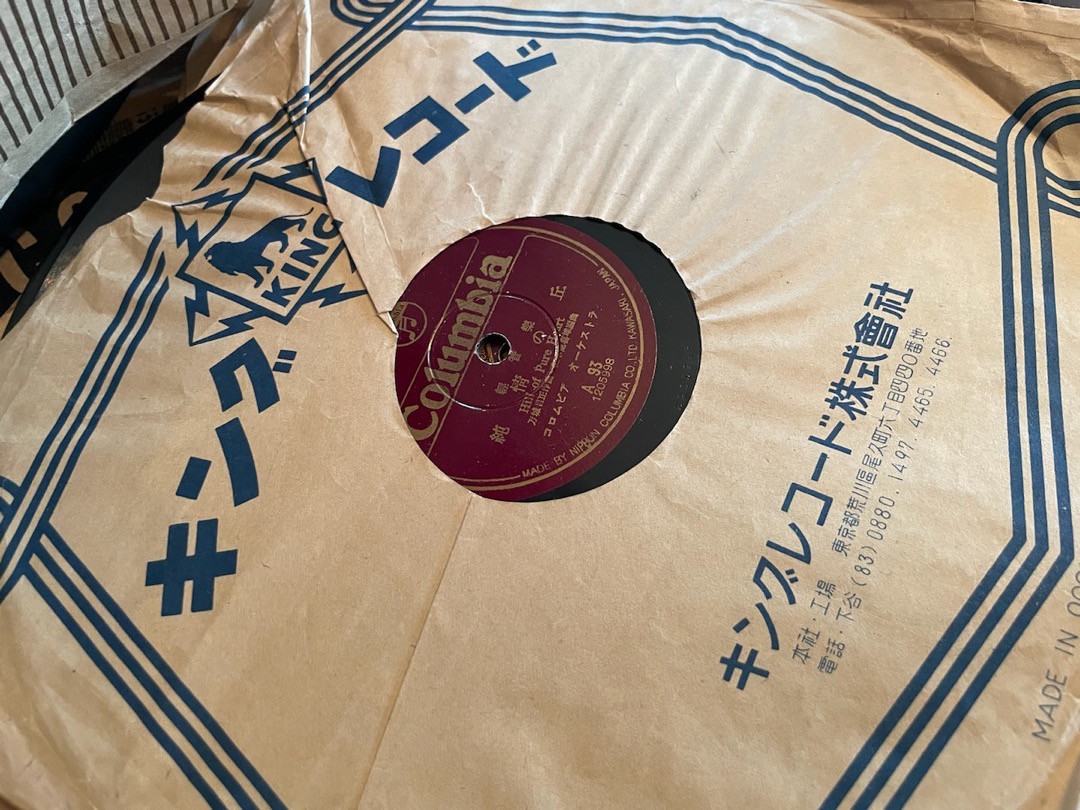 キングレコード
KING
Columbia
純情の丘
Hill of Pure Heart
コロムビア オーケストラ
A 93
1205998
MADE BY NIPPON COLUMBIA CO., LTD KAWASAKI, JAPAN
キングレコード株式會社
本社・工場 東京都荒川區尾久町六丁目四四〇番地
電話・下谷(83)0880.1497.4465.4466.
MADE IN OCC